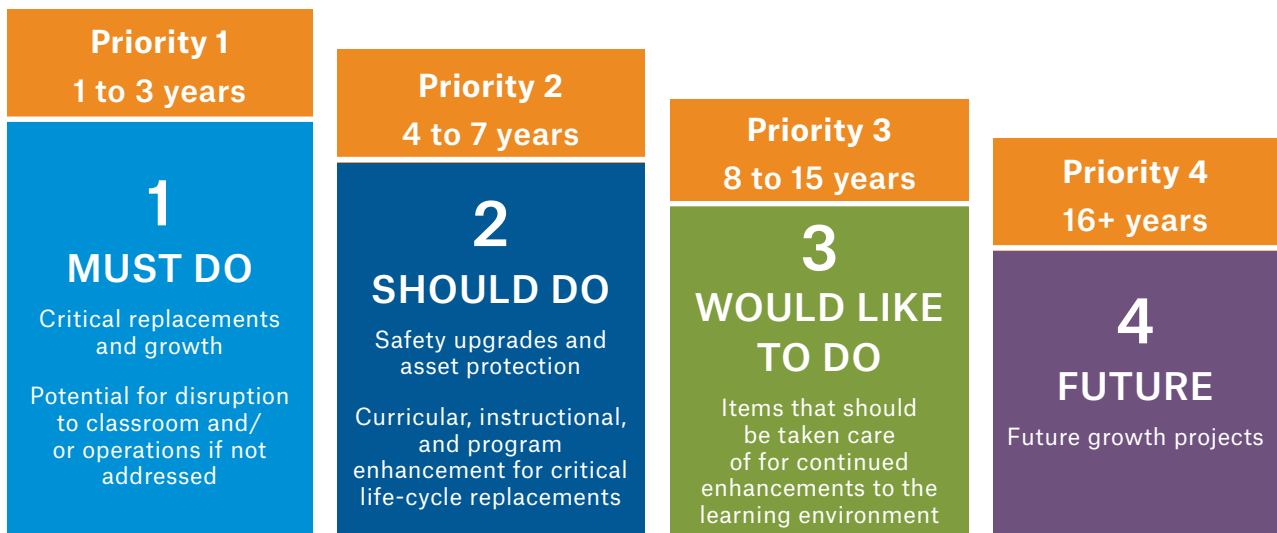 Priority 1
1 to 3 years
1
MUST DO
Critical replacements
and growth
Potential for disruption
to classroom and/
or operations if not
addressed
Priority 2
4 to 7 years
2
SHOULD DO
Safety upgrades and
asset protection
Curricular, instructional,
and program
enhancement for critical
life-cycle replacements
Priority 3
8 to 15 years
3
WOULD LIKE
TO DO
Items that should
be taken care
of for continued
enhancements to the
learning environment
Priority 4
16+ years
4
FUTURE
Future growth projects